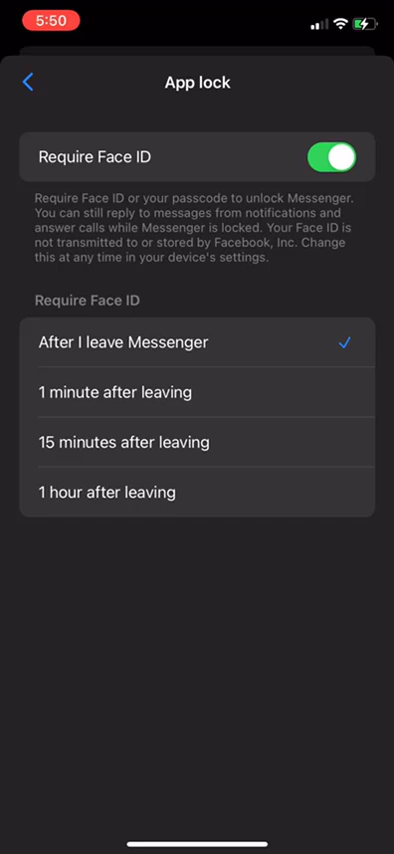 5:50
App lock
Require Face ID
Require Face ID or your passcode to unlock Messenger.
You can still reply to messages from notifications and
answer calls while Messenger is locked. Your Face ID is
not transmitted to or stored by Facebook, Inc. Change
this at any time in your device's settings.
Require Face ID
After I leave Messenger
1 minute after leaving
15 minutes after leaving
1 hour after leaving